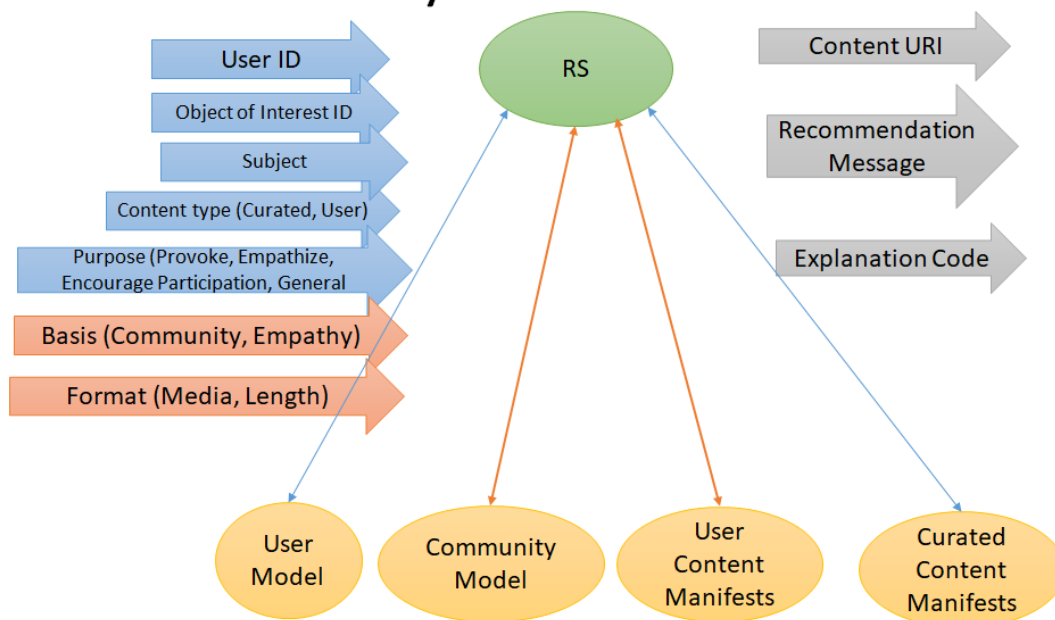 User ID
Object of Interest ID
Subject
Content type (Curated, User)
Purpose (Provoke, Empathize,
Encourage Participation, General
Basis (Community, Empathy)
Format (Media, Length)
RS
Content URI
Recommendation
Message
Explanation Code
User
Model
Community
Model
User
Content
Manifests
Curated
Content
Manifests